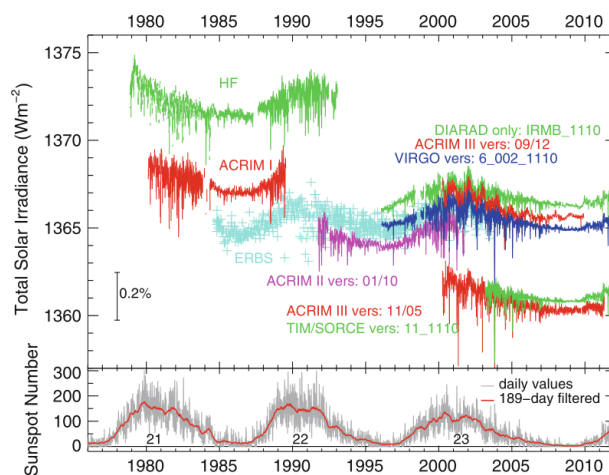 1980 1985 1990 1995 2000 2005 2010
1375
1370
1365
1360
Total Solar Irradiance (Wm⁻²)
HF
DIARAD only: IRMB_1110
ACRIM III vers: 09/12
VIRGO vers: 6_002_1110
ACRIM I
ERBS
ACRIM II vers: 01/10
0.2%
ACRIM III vers: 11/05
TIM/SORCE vers: 11_1110
Sunspot Number
300
200
100
0
daily values
189-day filtered
21 22 23
1980 1985 1990 1995 2000 2005 2010